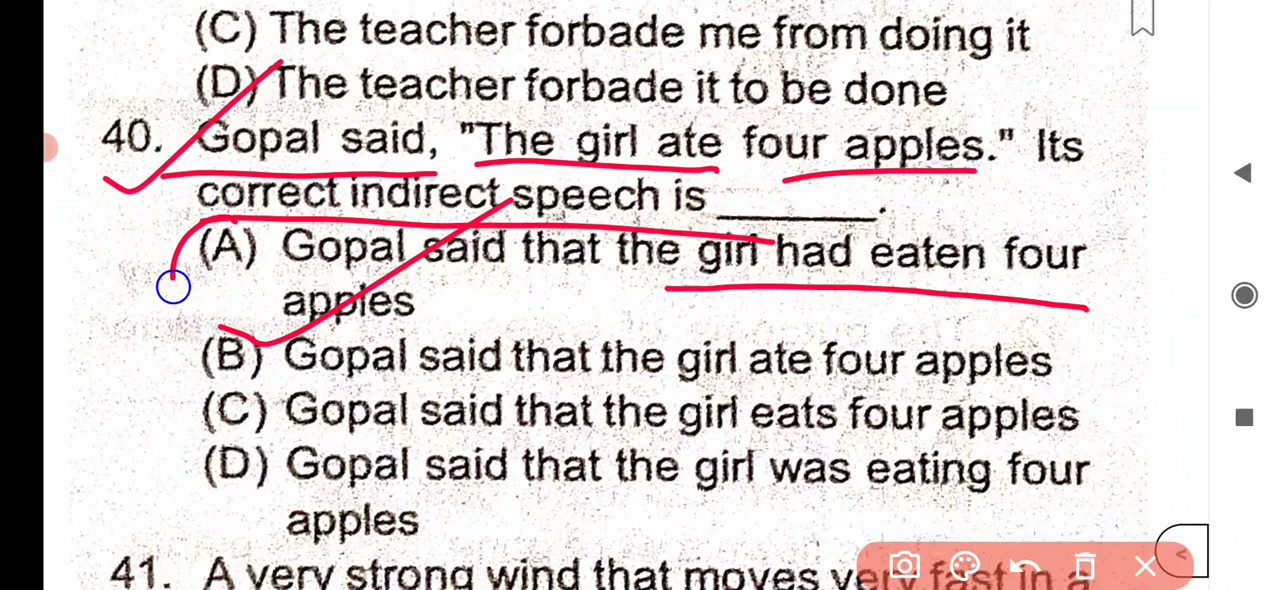 (C) The teacher forbade me from doing it
(D) The teacher forbade it to be done
40. Gopal said, "The girl ate four apples." Its
correct indirect speech is ______.
(A) Gopal said that the girl had eaten four
apples
(B) Gopal said that the girl ate four apples
(C) Gopal said that the girl eats four apples
(D) Gopal said that the girl was eating four
apples
41. A very strong wind that moves very fast in a